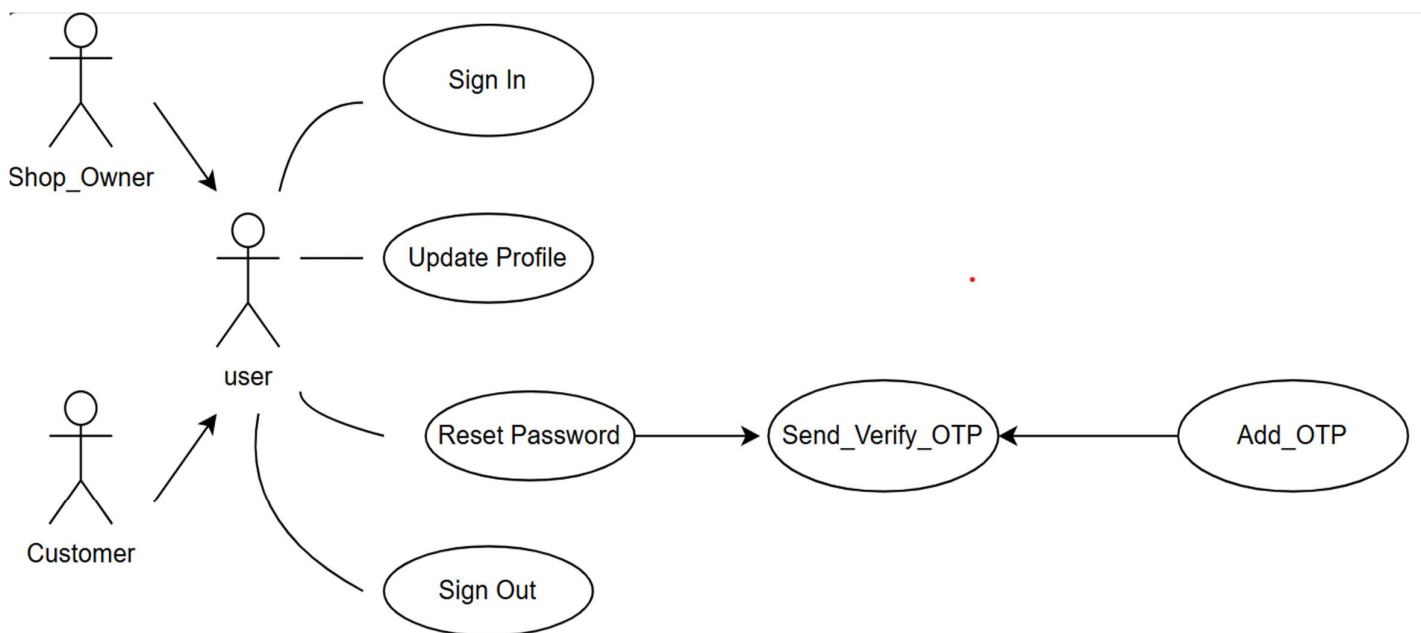 Sign In
Shop_Owner
Update Profile
user
Reset Password
Send_Verify_OTP
Add_OTP
Customer
Sign Out